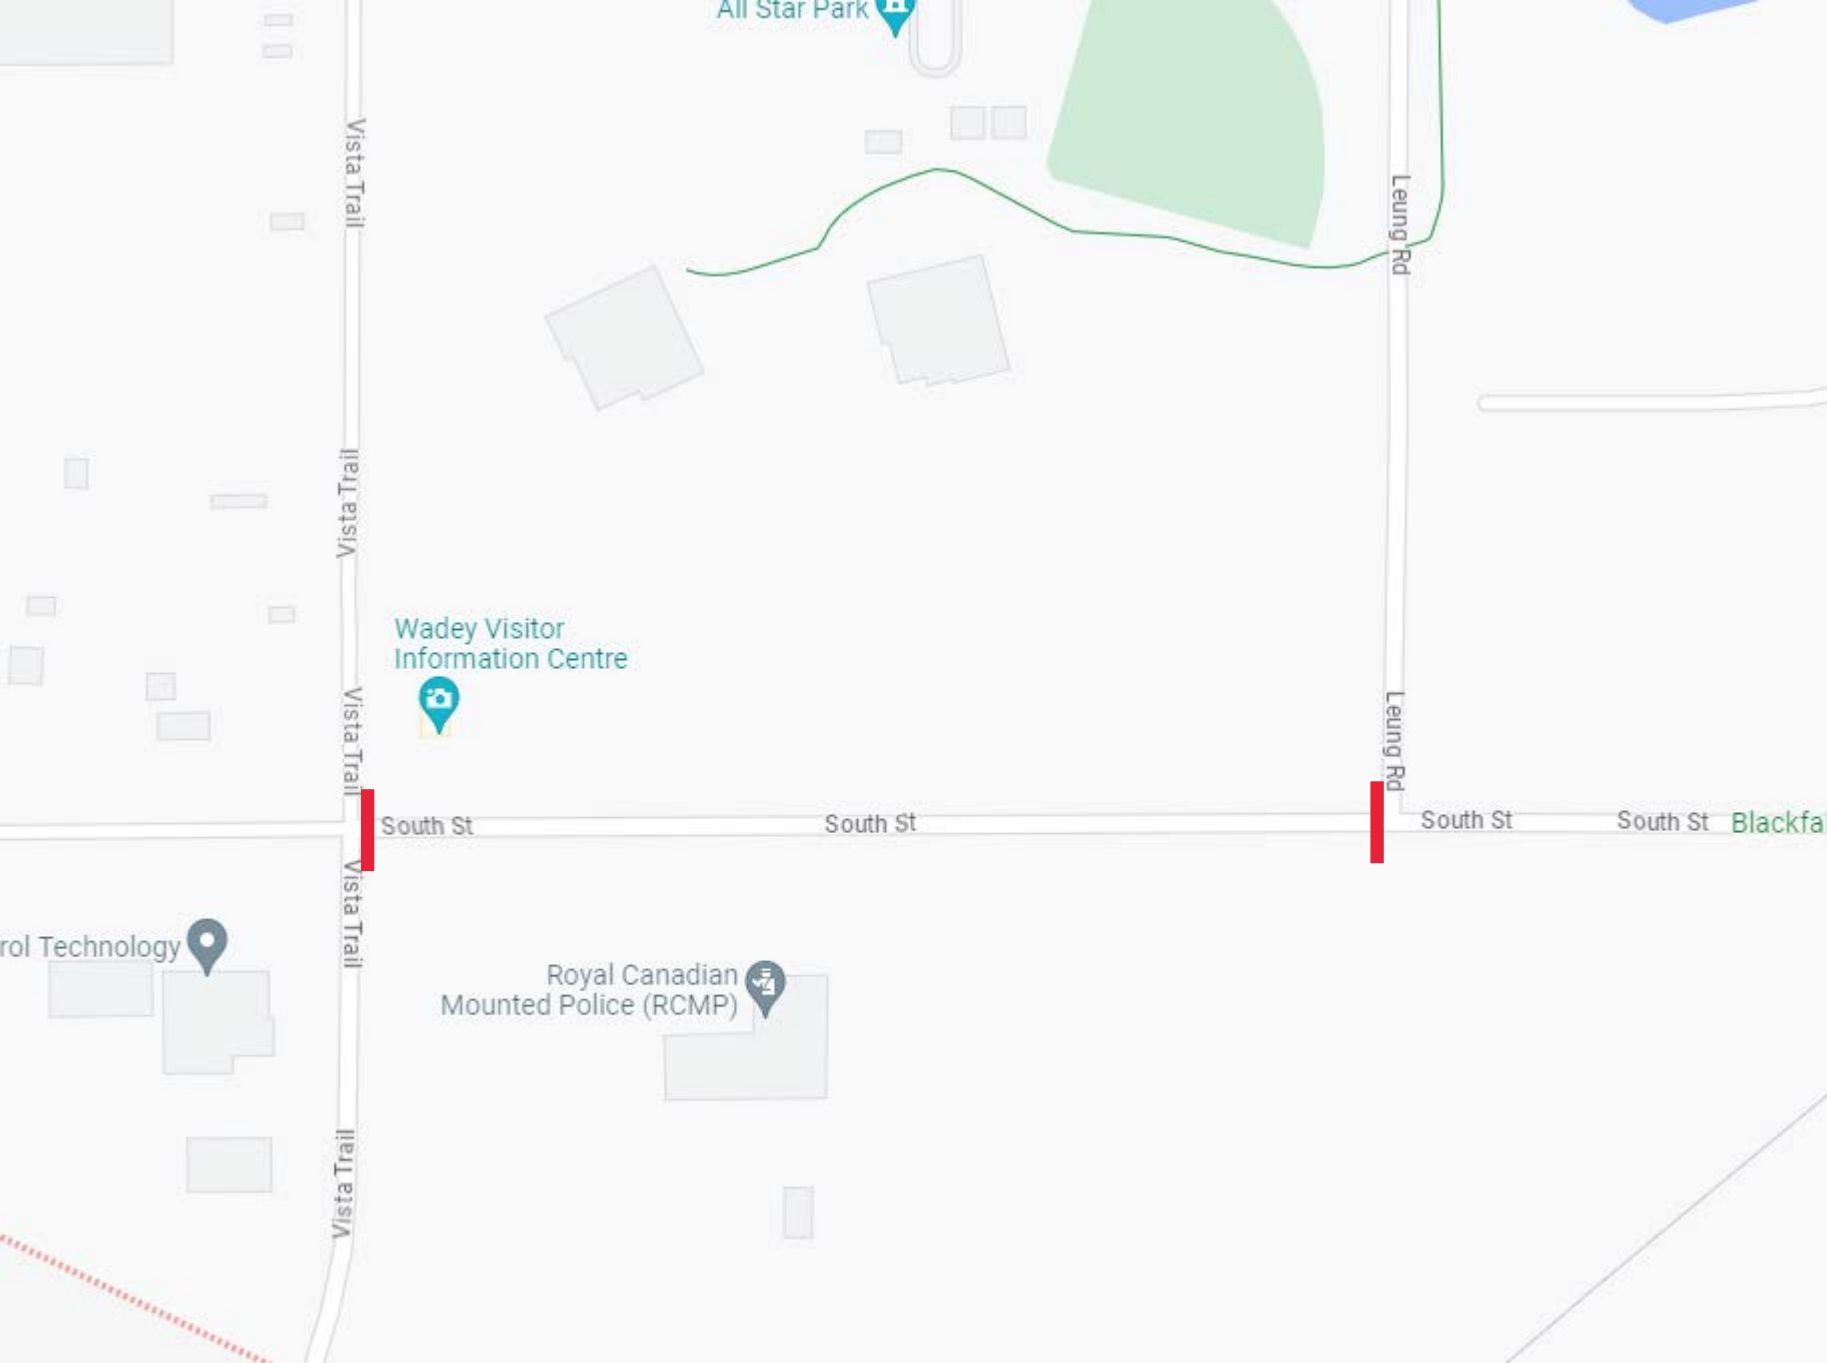 All Star Park
Vista Trail
Leung Rd
Vista Trail
Wadey Visitor
Information Centre
Vista Trail
Leung Rd
South St
South St
South St
South St
Blackfa
Vista Trail
rol Technology
Royal Canadian
Mounted Police (RCMP)
Vista Trail